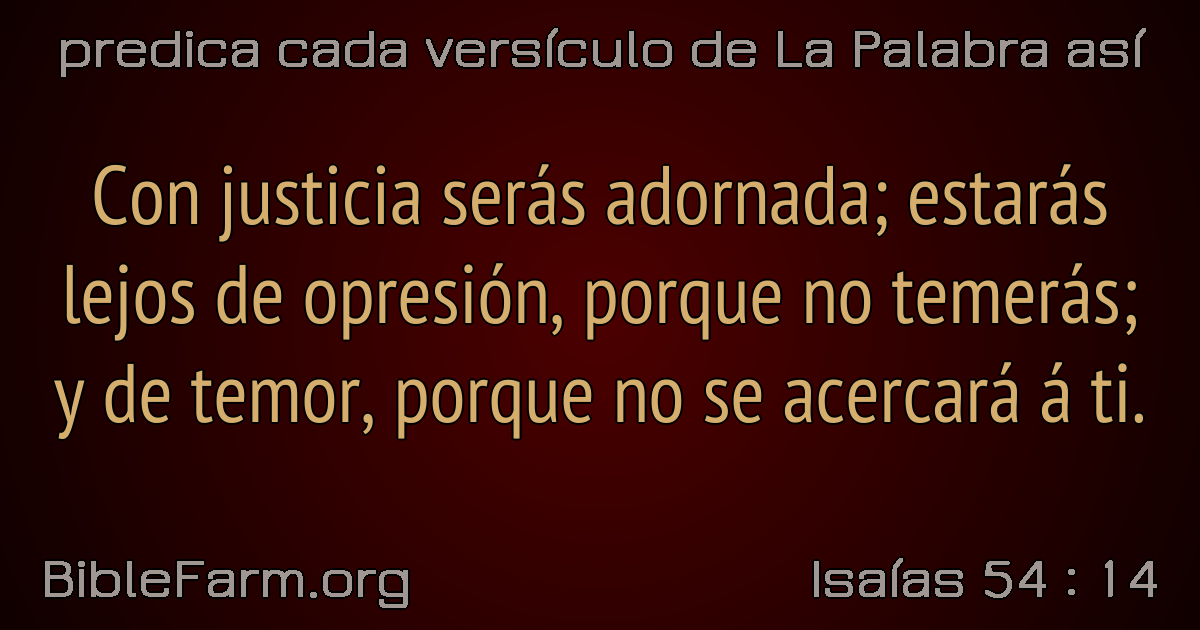 predica cada versículo de La Palabra así
Con justicia serás adornada; estarás
lejos de opresión, porque no temerás;
y de temor, porque no se acercará á ti.
BibleFarm.org
Isaías 54 : 14